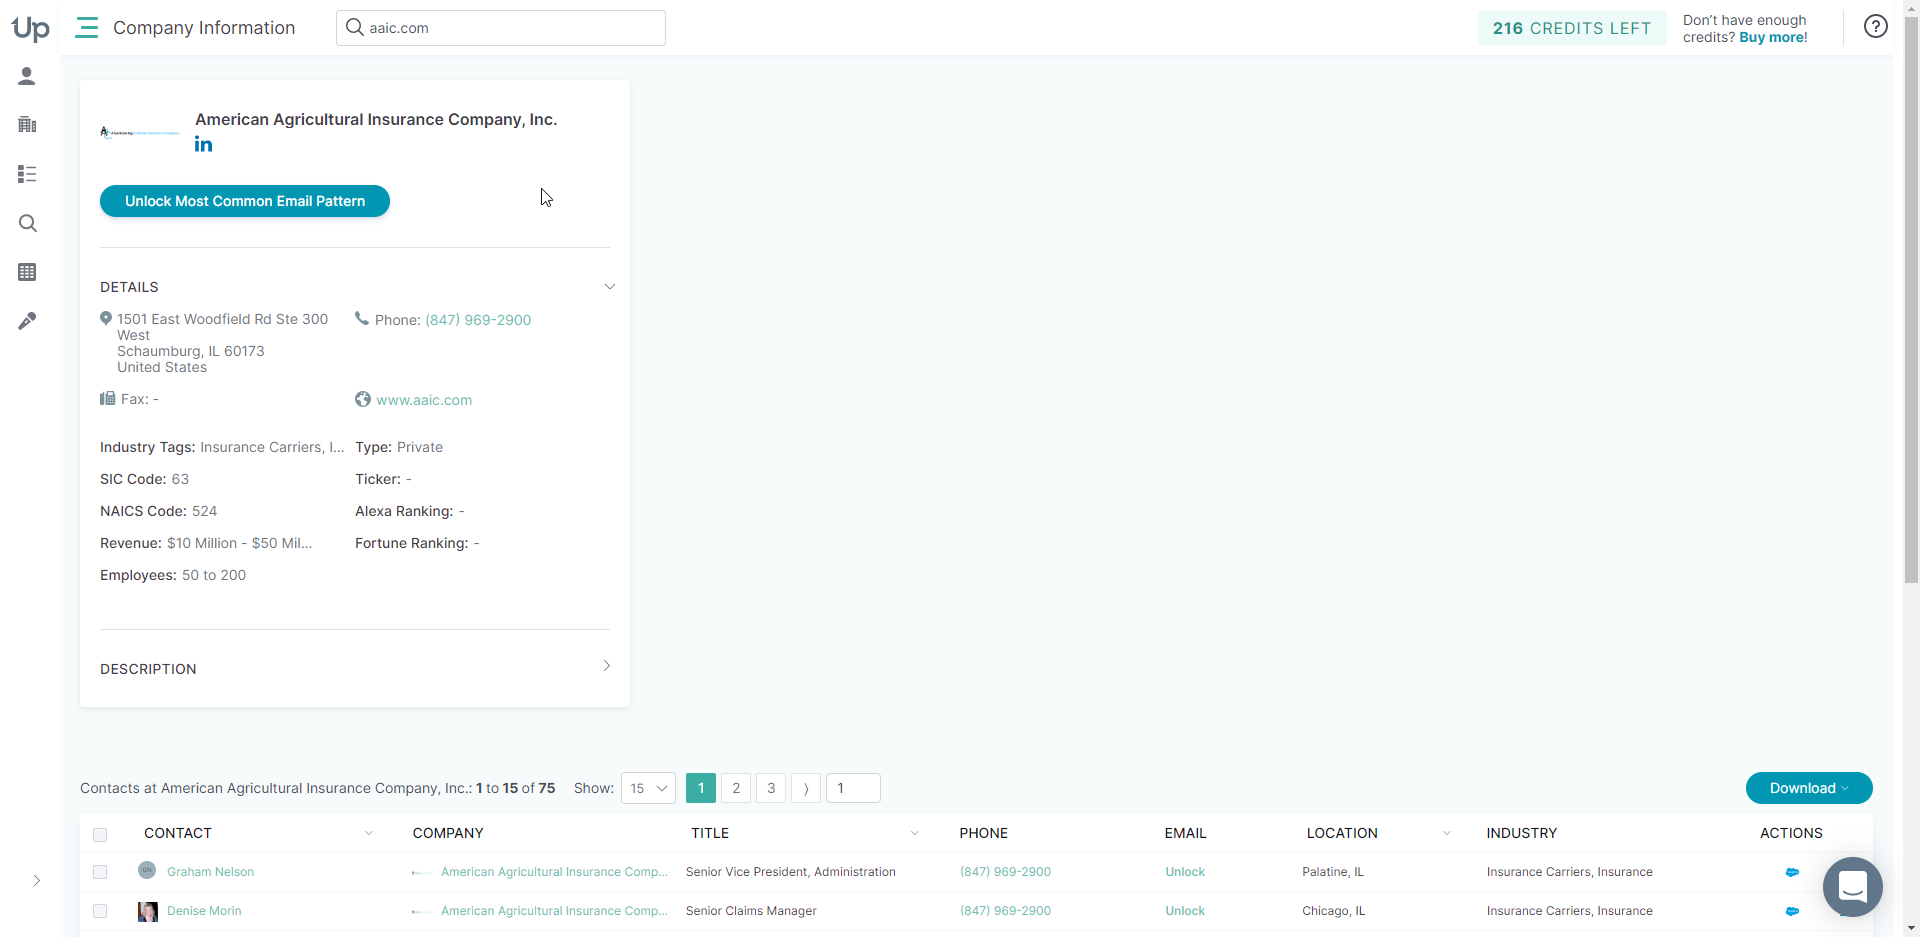 Up
Company Information
aaic.com
216 CREDITS LEFT
Don't have enough
credits? Buy more!
American Agricultural Insurance Company, Inc.
in
Unlock Most Common Email Pattern
DETAILS
1501 East Woodfield Rd Ste 300
West
Schaumburg, IL 60173
United States
Phone: (847) 969-2900
Fax: -
www.aaic.com
Industry Tags: Insurance Carriers, I...
Type: Private
SIC Code: 63
Ticker: -
NAICS Code: 524
Alexa Ranking: -
Revenue: $10 Million - $50 Mil...
Fortune Ranking: -
Employees: 50 to 200
DESCRIPTION
Contacts at American Agricultural Insurance Company, Inc.: 1 to 15 of 75 Show: 15 1 2 3 1
Download
CONTACT COMPANY TITLE PHONE EMAIL LOCATION INDUSTRY ACTIONS
GN Graham Nelson American Agricultural Insurance Comp... Senior Vice President, Administration (847) 969-2900 Unlock Palatine, IL Insurance Carriers, Insurance
Denise Morin American Agricultural Insurance Comp... Senior Claims Manager (847) 969-2900 Unlock Chicago, IL Insurance Carriers, Insurance